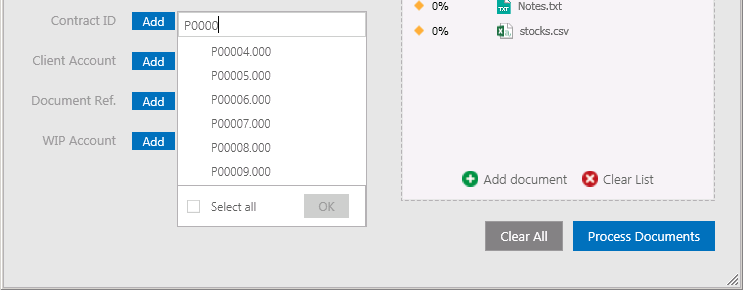 Contract ID Add P0000
P00004.000
P00005.000
P00006.000
P00007.000
P00008.000
P00009.000
Select all OK
Client Account Add
Document Ref. Add
WIP Account Add
0% TXT Notes.txt
0% stocks.csv
Add document Clear List
Clear All Process Documents